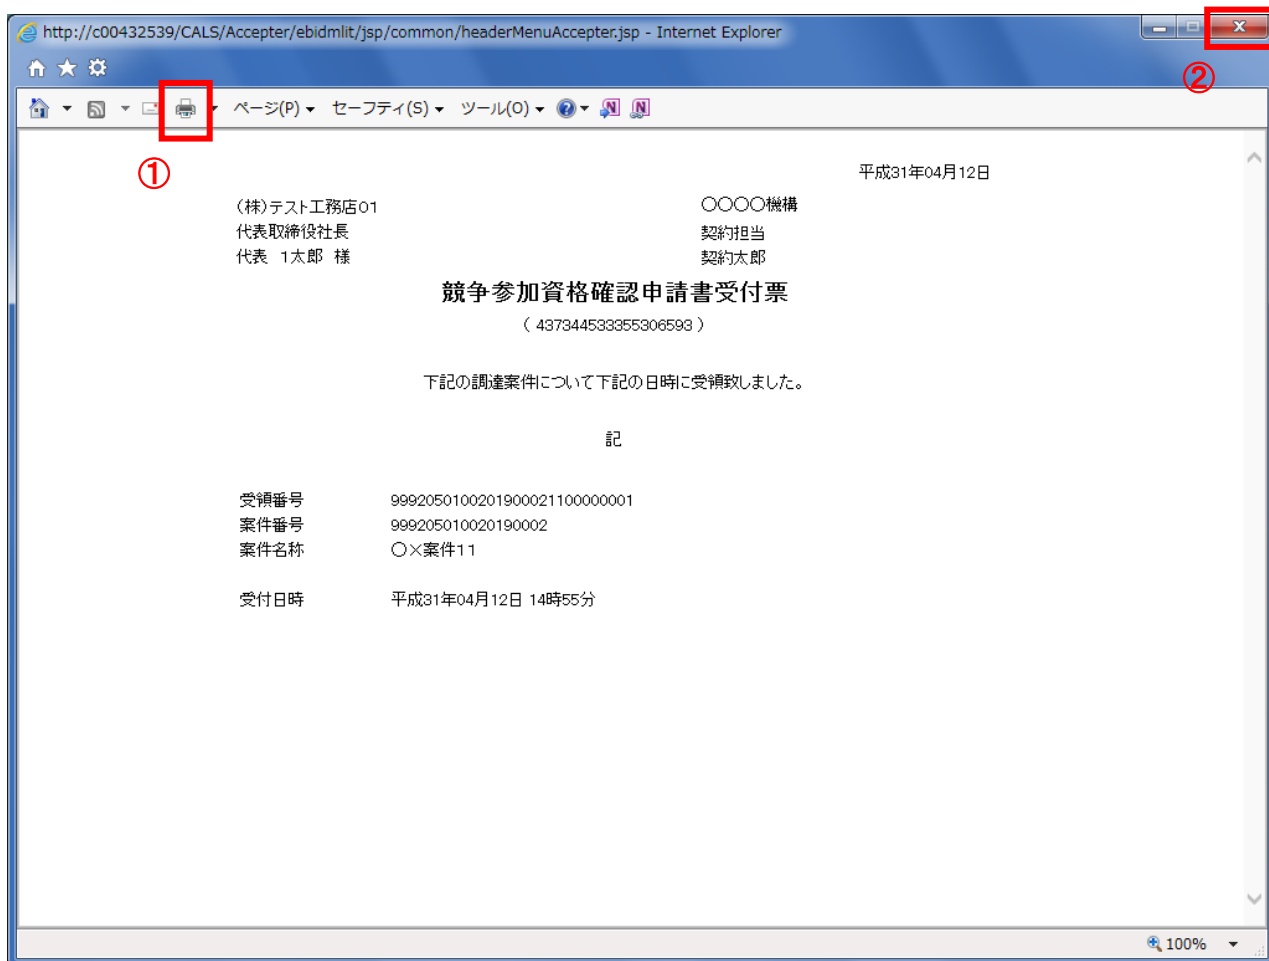 http://c00432539/CALS/Accepter/ebidmlit/jsp/common/headerMenuAccepter.jsp - Internet Explorer
②
ページ(P) セーフティ(S) ツール(O)
①
平成31年04月12日
(株)テスト工務店01
代表取締役社長
代表 1太郎 様
〇〇〇〇機構
契約担当
契約太郎
競争参加資格確認申請書受付票
( 437344533355306593 )
下記の調達案件について下記の日時に受領致しました。
記
受領番号 9992050100201900021100000001
案件番号 999205010020190002
案件名称 〇×案件11
受付日時 平成31年04月12日 14時55分
100%